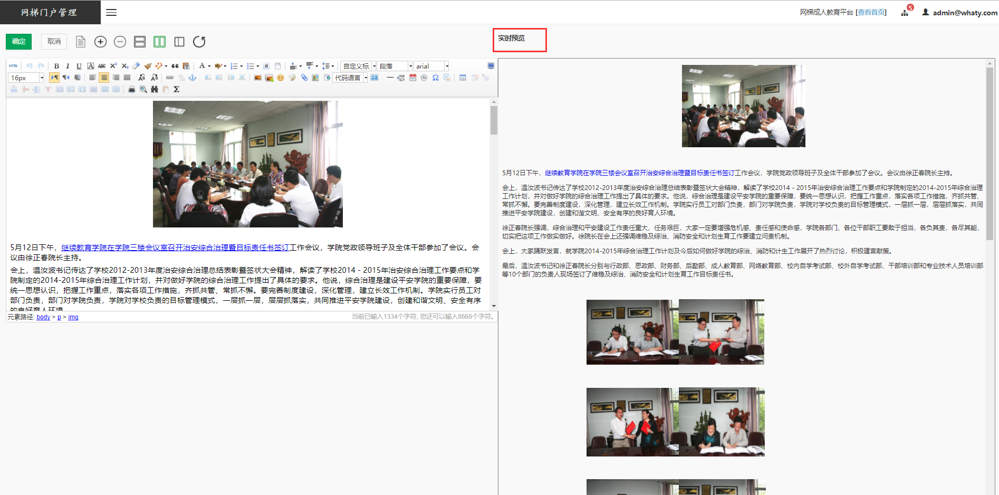 网梯门户管理
网梯成人教育平台 [查看首页]
5
admin@whaty.com
确定
取消
实时预览
HTML
自定义标
段落
arial
16px
代码语言
5月12日下午，继续教育学院在学院三楼会议室召开治安综合治理暨目标责任书签订工作会议，学院党政领导班子及全体干部参加了会议。会
议由徐正春院长主持。
会上，温汝波书记传达了学校2012-2013年度治安综合治理总结表彰暨签状大会精神，解读了学校2014 - 2015年治安综合治理工作要点和学
院制定的2014-2015年综合治理工作计划，并对做好学院的综合治理工作提出了具体的要求。他说，综合治理是建设平安学院的重要保障，要
统一思想认识，把握工作重点，落实各项工作措施，齐抓共管、常抓不懈。要完善制度建设，深化管理，建立长效工作机制。学院实行员工对
部门负责，部门对学院负责，学院对学校负责的目标管理模式，一层抓一层，层层抓落实，共同推进平安学院建设，创建和谐文明、安全有序
的良好育人环境。
元素路径: body > p > img
当前已输入1334个字符, 您还可以输入8666个字符。
5月12日下午，继续教育学院在学院三楼会议室召开治安综合治理暨目标责任书签订工作会议，学院党政领导班子及全体干部参加了会议。会议由徐正春院长主持。
会上，温汝波书记传达了学校2012-2013年度治安综合治理总结表彰暨签状大会精神，解读了学校2014 - 2015年治安综合治理工作要点和学院制定的2014-2015年综合治理
工作计划，并对做好学院的综合治理工作提出了具体的要求。他说，综合治理是建设平安学院的重要保障，要统一思想认识，把握工作重点，落实各项工作措施，齐抓共管、
常抓不懈。要完善制度建设，深化管理，建立长效工作机制。学院实行员工对部门负责，部门对学院负责，学院对学校负责的目标管理模式，一层抓一层，层层抓落实，共同
推进平安学院建设，创建和谐文明、安全有序的良好育人环境。
徐正春院长强调，综合治理和平安建设工作责任重大、任务艰巨，大家一定要增强危机感、责任感和使命感，学院各部门、各位干部职工要敢于担当，各负其责，各尽其能，
切实把这项工作做实做好。徐院长在会上还强调维稳及综治、消防安全和计划生育工作要建立问责机制。
会上，大家踊跃发言，就学院2014-2015年综合治理工作计划及今后如何做好学院的综治、消防和计生工作展开了热烈讨论，积极建言献策。
最后，温汝波书记和徐正春院长分别与行政部、思政部、财务部、后勤部、成人教育部、网络教育部、校内自学考试部、校外自学考试部、干部培训部和专业技术人员培训部
等10个部门的负责人现场签订了维稳及综治、消防安全和计划生育工作目标责任书。